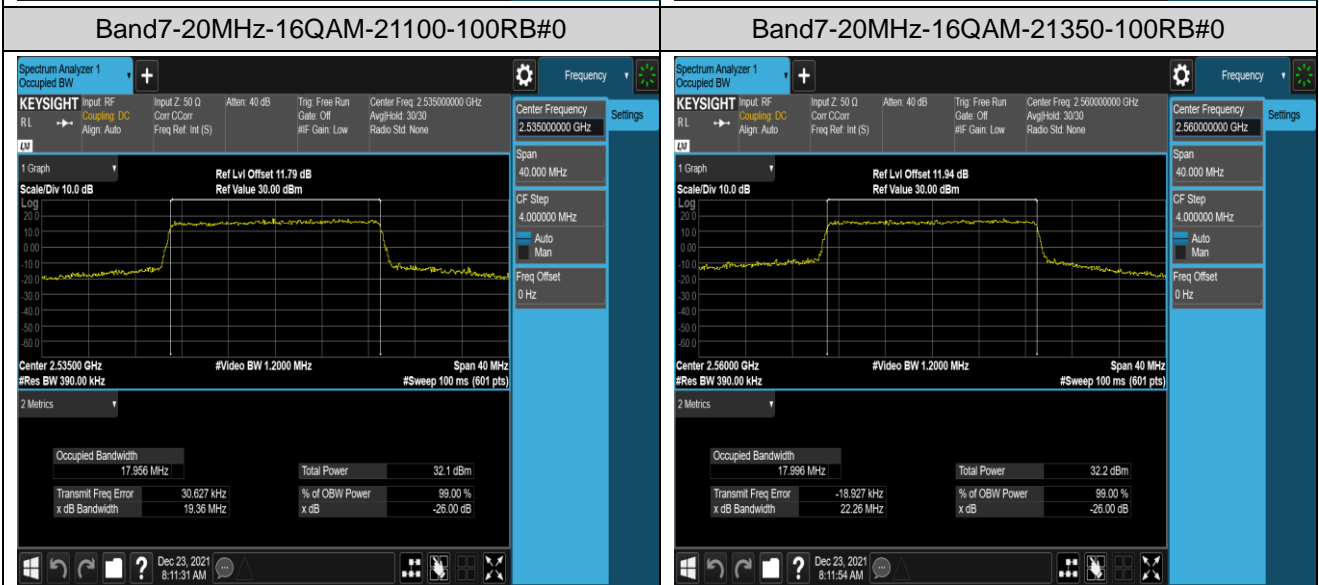 Band7-20MHz-16QAM-21100-100RB#0
Spectrum Analyzer 1
Occupied BW
+
Frequency
KEYSIGHT
RL
LXI
Input: RF
Coupling: DC
Align: Auto
Input Z: 50 Ω
Corr CCorr
Freq Ref: Int (S)
Atten: 40 dB
Trig: Free Run
Gate: Off
#IF Gain: Low
Center Freq: 2.535000000 GHz
Avg|Hold: 30/30
Radio Std: None
Center Frequency
2.535000000 GHz
Settings
Span
40.000 MHz
CF Step
4.000000 MHz
Auto
Man
Freq Offset
0 Hz
1 Graph
Scale/Div 10.0 dB
Ref Lvl Offset 11.79 dB
Ref Value 30.00 dBm
Log
20.0
10.0
0.00
-10.0
-20.0
-30.0
-40.0
-50.0
-60.0
Center 2.53500 GHz
#Video BW 1.2000 MHz
Span 40 MHz
#Res BW 390.00 kHz
#Sweep 100 ms (601 pts)
2 Metrics
Occupied Bandwidth
17.956 MHz
Total Power 32.1 dBm
Transmit Freq Error 30.627 kHz
% of OBW Power 99.00 %
x dB Bandwidth 19.36 MHz
x dB -26.00 dB
?
Dec 23, 2021
8:11:31 AM
Band7-20MHz-16QAM-21350-100RB#0
Spectrum Analyzer 1
Occupied BW
+
Frequency
KEYSIGHT
RL
LXI
Input: RF
Coupling: DC
Align: Auto
Input Z: 50 Ω
Corr CCorr
Freq Ref: Int (S)
Atten: 40 dB
Trig: Free Run
Gate: Off
#IF Gain: Low
Center Freq: 2.560000000 GHz
Avg|Hold: 30/30
Radio Std: None
Center Frequency
2.560000000 GHz
Settings
Span
40.000 MHz
CF Step
4.000000 MHz
Auto
Man
Freq Offset
0 Hz
1 Graph
Scale/Div 10.0 dB
Ref Lvl Offset 11.94 dB
Ref Value 30.00 dBm
Log
20.0
10.0
0.00
-10.0
-20.0
-30.0
-40.0
-50.0
-60.0
Center 2.56000 GHz
#Video BW 1.2000 MHz
Span 40 MHz
#Res BW 390.00 kHz
#Sweep 100 ms (601 pts)
2 Metrics
Occupied Bandwidth
17.996 MHz
Total Power 32.2 dBm
Transmit Freq Error -18.927 kHz
% of OBW Power 99.00 %
x dB Bandwidth 22.26 MHz
x dB -26.00 dB
?
Dec 23, 2021
8:11:54 AM